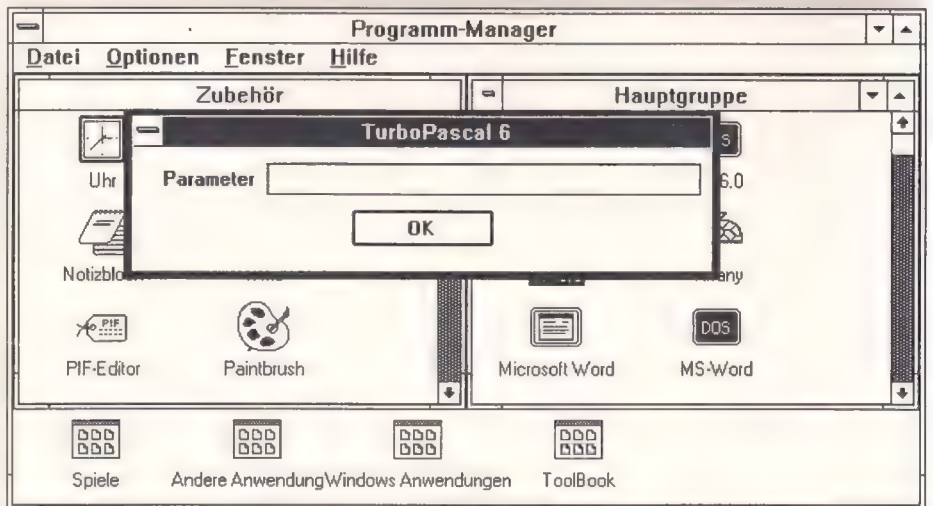 Programm-Manager
Datei Optionen Fenster Hilfe
Zubehör
Hauptgruppe
TurboPascal 6
Uhr
Parameter
6.0
OK
Notizblo
any
PIF
DOS
PIF-Editor
Paintbrush
Microsoft Word
MS-Word
Spiele
Andere Anwendung
Windows Anwendungen
ToolBook